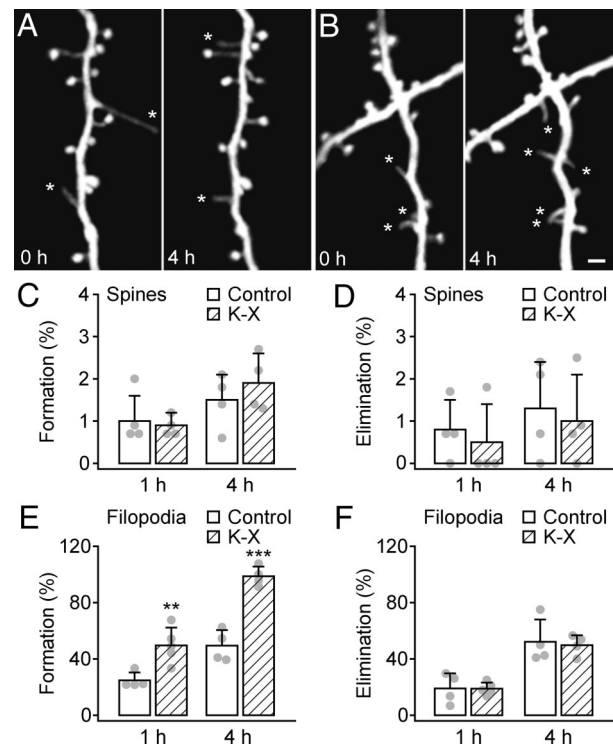 A
B
*
*
*
*
*
*
*
*
*
*
*
*
0 h
4 h
0 h
4 h
C
Spines
Control
K-X
Formation (%)
4
3
2
1
0
1 h
4 h
D
Spines
Control
K-X
Elimination (%)
4
3
2
1
0
1 h
4 h
E
Filopodia
Control
K-X
Formation (%)
120
80
40
0
**
***
1 h
4 h
F
Filopodia
Control
K-X
Elimination (%)
120
80
40
0
1 h
4 h